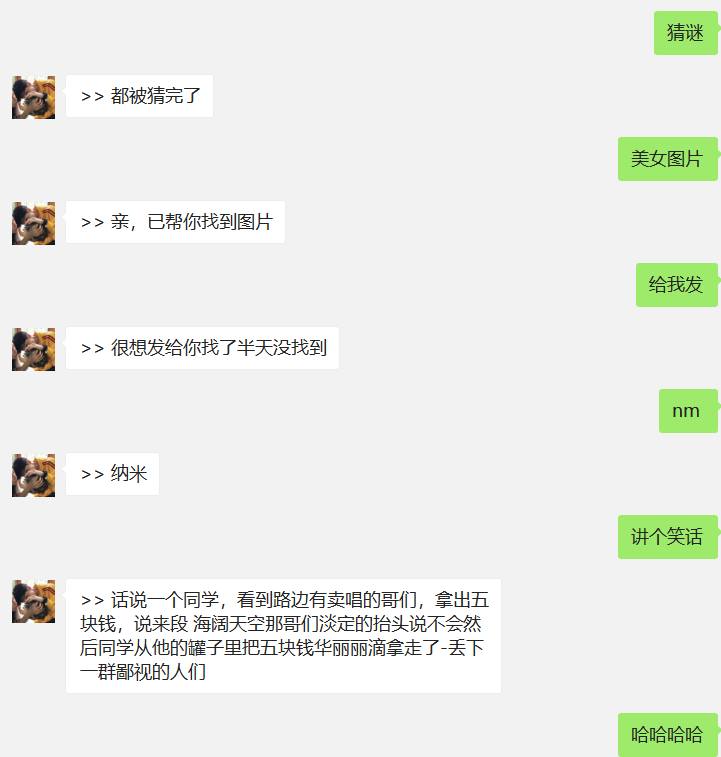 猜谜
>> 都被猜完了
美女图片
>> 亲，已帮你找到图片
给我发
>> 很想发给你找了半天没找到
nm
>> 纳米
讲个笑话
>> 话说一个同学，看到路边有卖唱的哥们，拿出五
块钱，说来段 海阔天空那哥们淡定的抬头说不会然
后同学从他的罐子里把五块钱华丽丽滴拿走了-丢下
一群鄙视的人们
哈哈哈哈